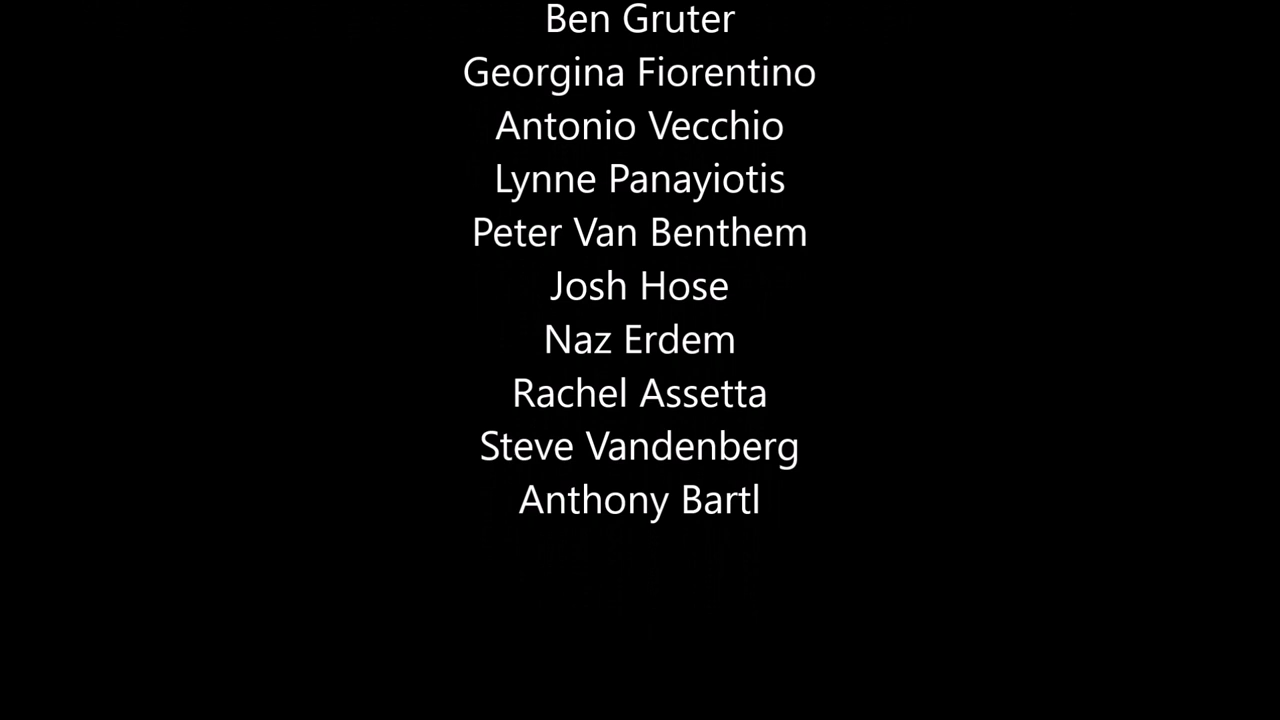 Ben Gruter
Georgina Fiorentino
Antonio Vecchio
Lynne Panayiotis
Peter Van Benthem
Josh Hose
Naz Erdem
Rachel Assetta
Steve Vandenberg
Anthony Bartl